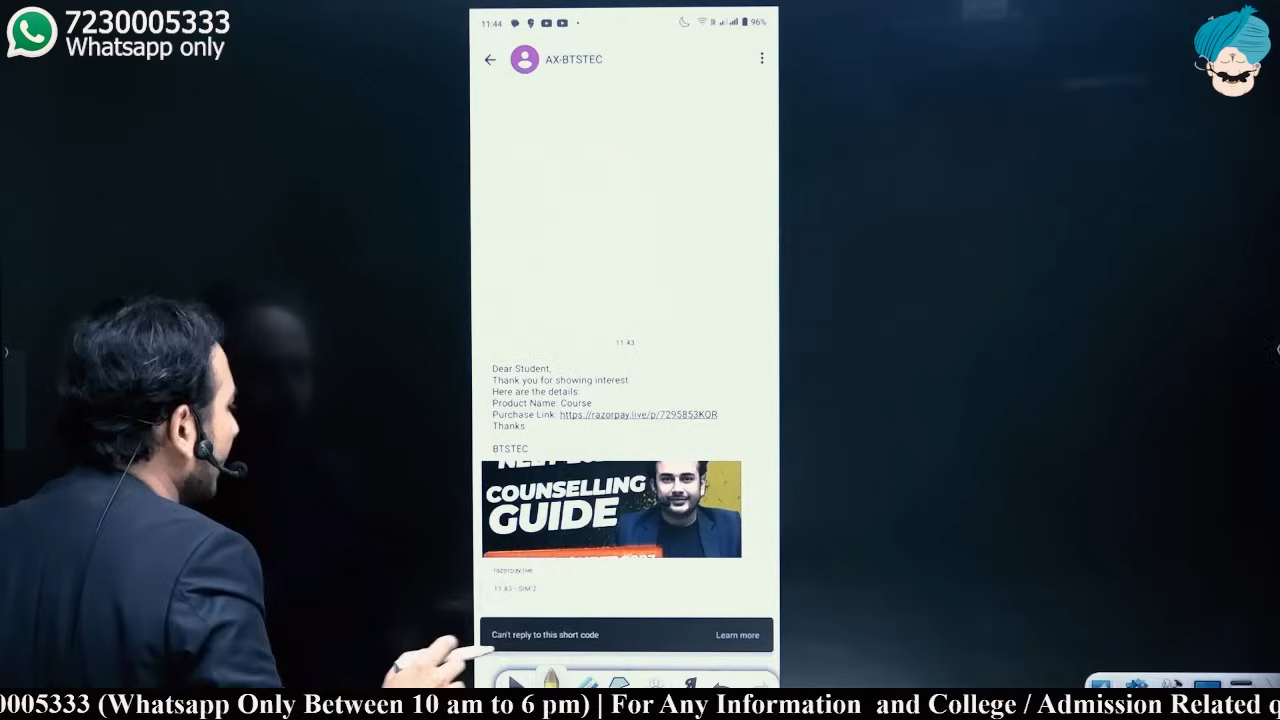 7230005333
Whatsapp only
11:44
96%
AX-BTSTEC
11:43
Dear Student,
Thank you for showing interest
Here are the details:
Product Name: Course
Purchase Link: https://razorpay.live/p/7295853KOR
Thanks
BTSTEC
COUNSELLING
GUIDE
razorpay.live
11:43 - SIM 2
Can't reply to this short code
Learn more
0005333 (Whatsapp Only Between 10 am to 6 pm) | For Any Information and College / Admission Related